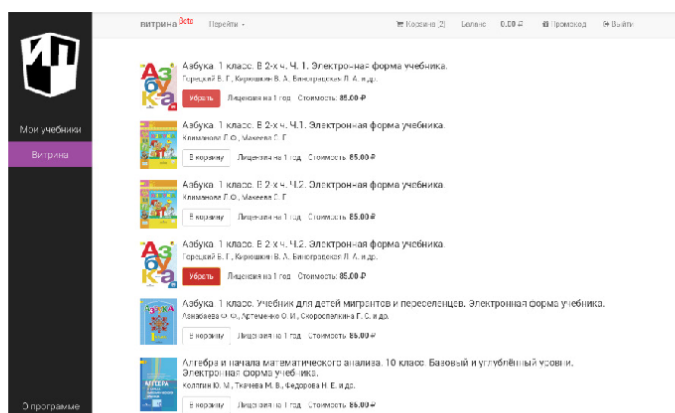 ИП
витрина Beta Перейти Корзина (2) Баланс 0.00 ₽ Промокод Выйти
Мои учебники
Витрина
О программе
Азбука. 1 класс. В 2-х ч. Ч. 1. Электронная форма учебника.
Горецкий В. Г., Кирюшкин В. А., Виноградская Л. А. и др.
Убрать Лицензия на 1 год Стоимость: 85.00 ₽
Азбука. 1 класс. В 2-х ч. Ч.1. Электронная форма учебника.
Климанова Л. Ф., Макеева С. Г.
В корзину Лицензия на 1 год Стоимость: 85.00 ₽
Азбука. 1 класс. В 2-х ч. Ч.2. Электронная форма учебника.
Климанова Л. Ф., Макеева С. Г.
В корзину Лицензия на 1 год Стоимость: 85.00 ₽
Азбука. 1 класс. В 2-х ч. Ч.2. Электронная форма учебника.
Горецкий В. Г., Кирюшкин В. А., Виноградская Л. А. и др.
Убрать Лицензия на 1 год Стоимость: 85.00 ₽
Азбука. 1 класс. Учебник для детей мигрантов и переселенцев. Электронная форма учебника.
Артеменко О. И., Скороспелкина Г. С. и др.
В корзину Лицензия на 1 год Стоимость: 85.00 ₽
Алгебра и начала математического анализа. 10 класс. Базовый и углублённый уровни.
Электронная форма учебника.
Колягин Ю. М., Ткачева М. В., Федорова Н. Е. и др.
В корзину Лицензия на 1 год Стоимость: 85.00 ₽